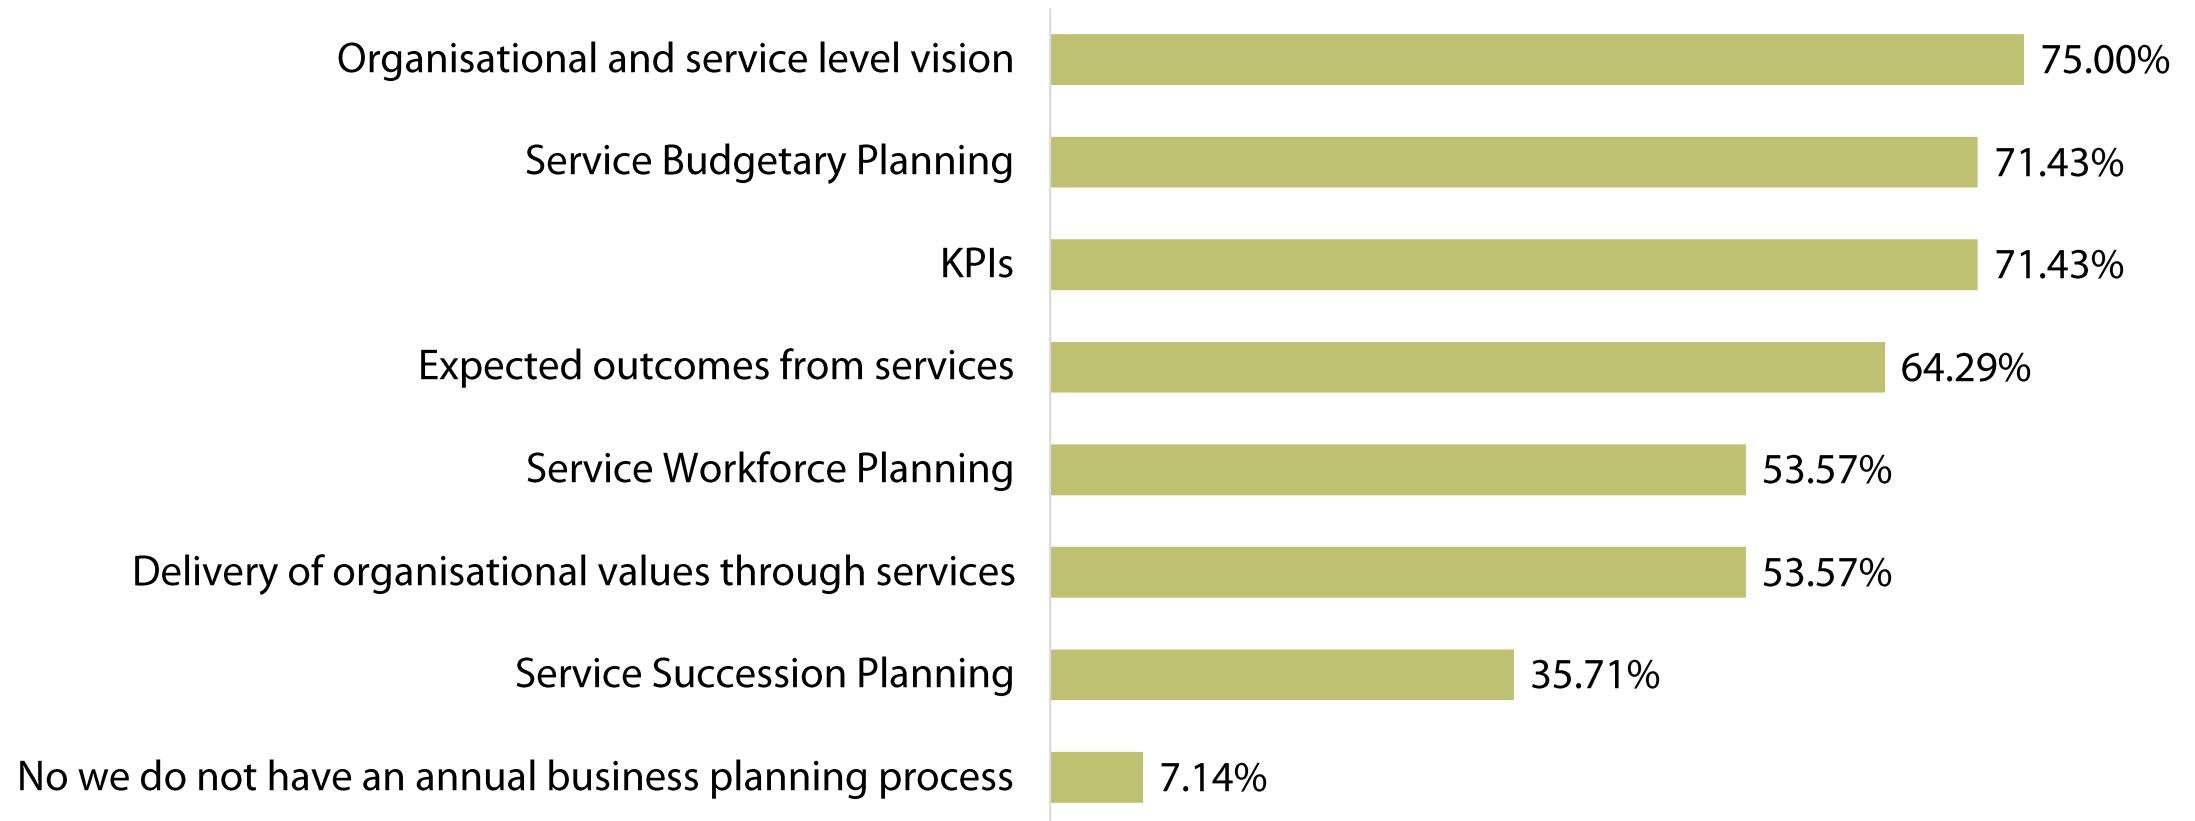 Organisational and service level vision 75.00%
Service Budgetary Planning 71.43%
KPIs 71.43%
Expected outcomes from services 64.29%
Service Workforce Planning 53.57%
Delivery of organisational values through services 53.57%
Service Succession Planning 35.71%
No we do not have an annual business planning process 7.14%